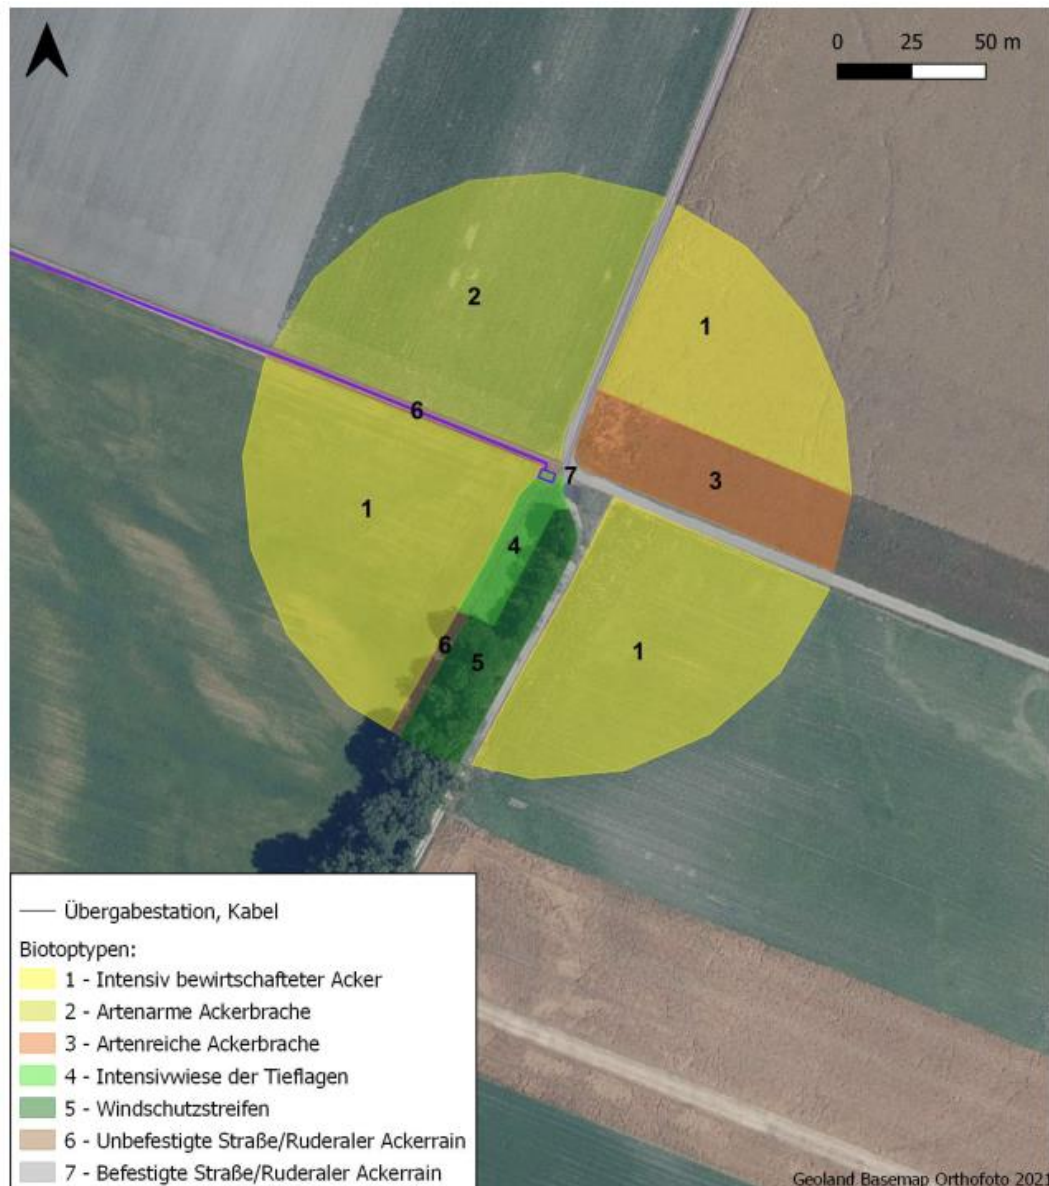 0 25 50 m
2
1
6
7
3
1
4
6
5
1
Übergabestation, Kabel
Biotoptypen:
1 - Intensiv bewirtschafteter Acker
2 - Artenarme Ackerbrache
3 - Artenreiche Ackerbrache
4 - Intensivwiese der Tieflagen
5 - Windschutzstreifen
6 - Unbefestigte Straße/Ruderaler Ackerrain
7 - Befestigte Straße/Ruderaler Ackerrain
Geoland Basemap Orthofoto 2021